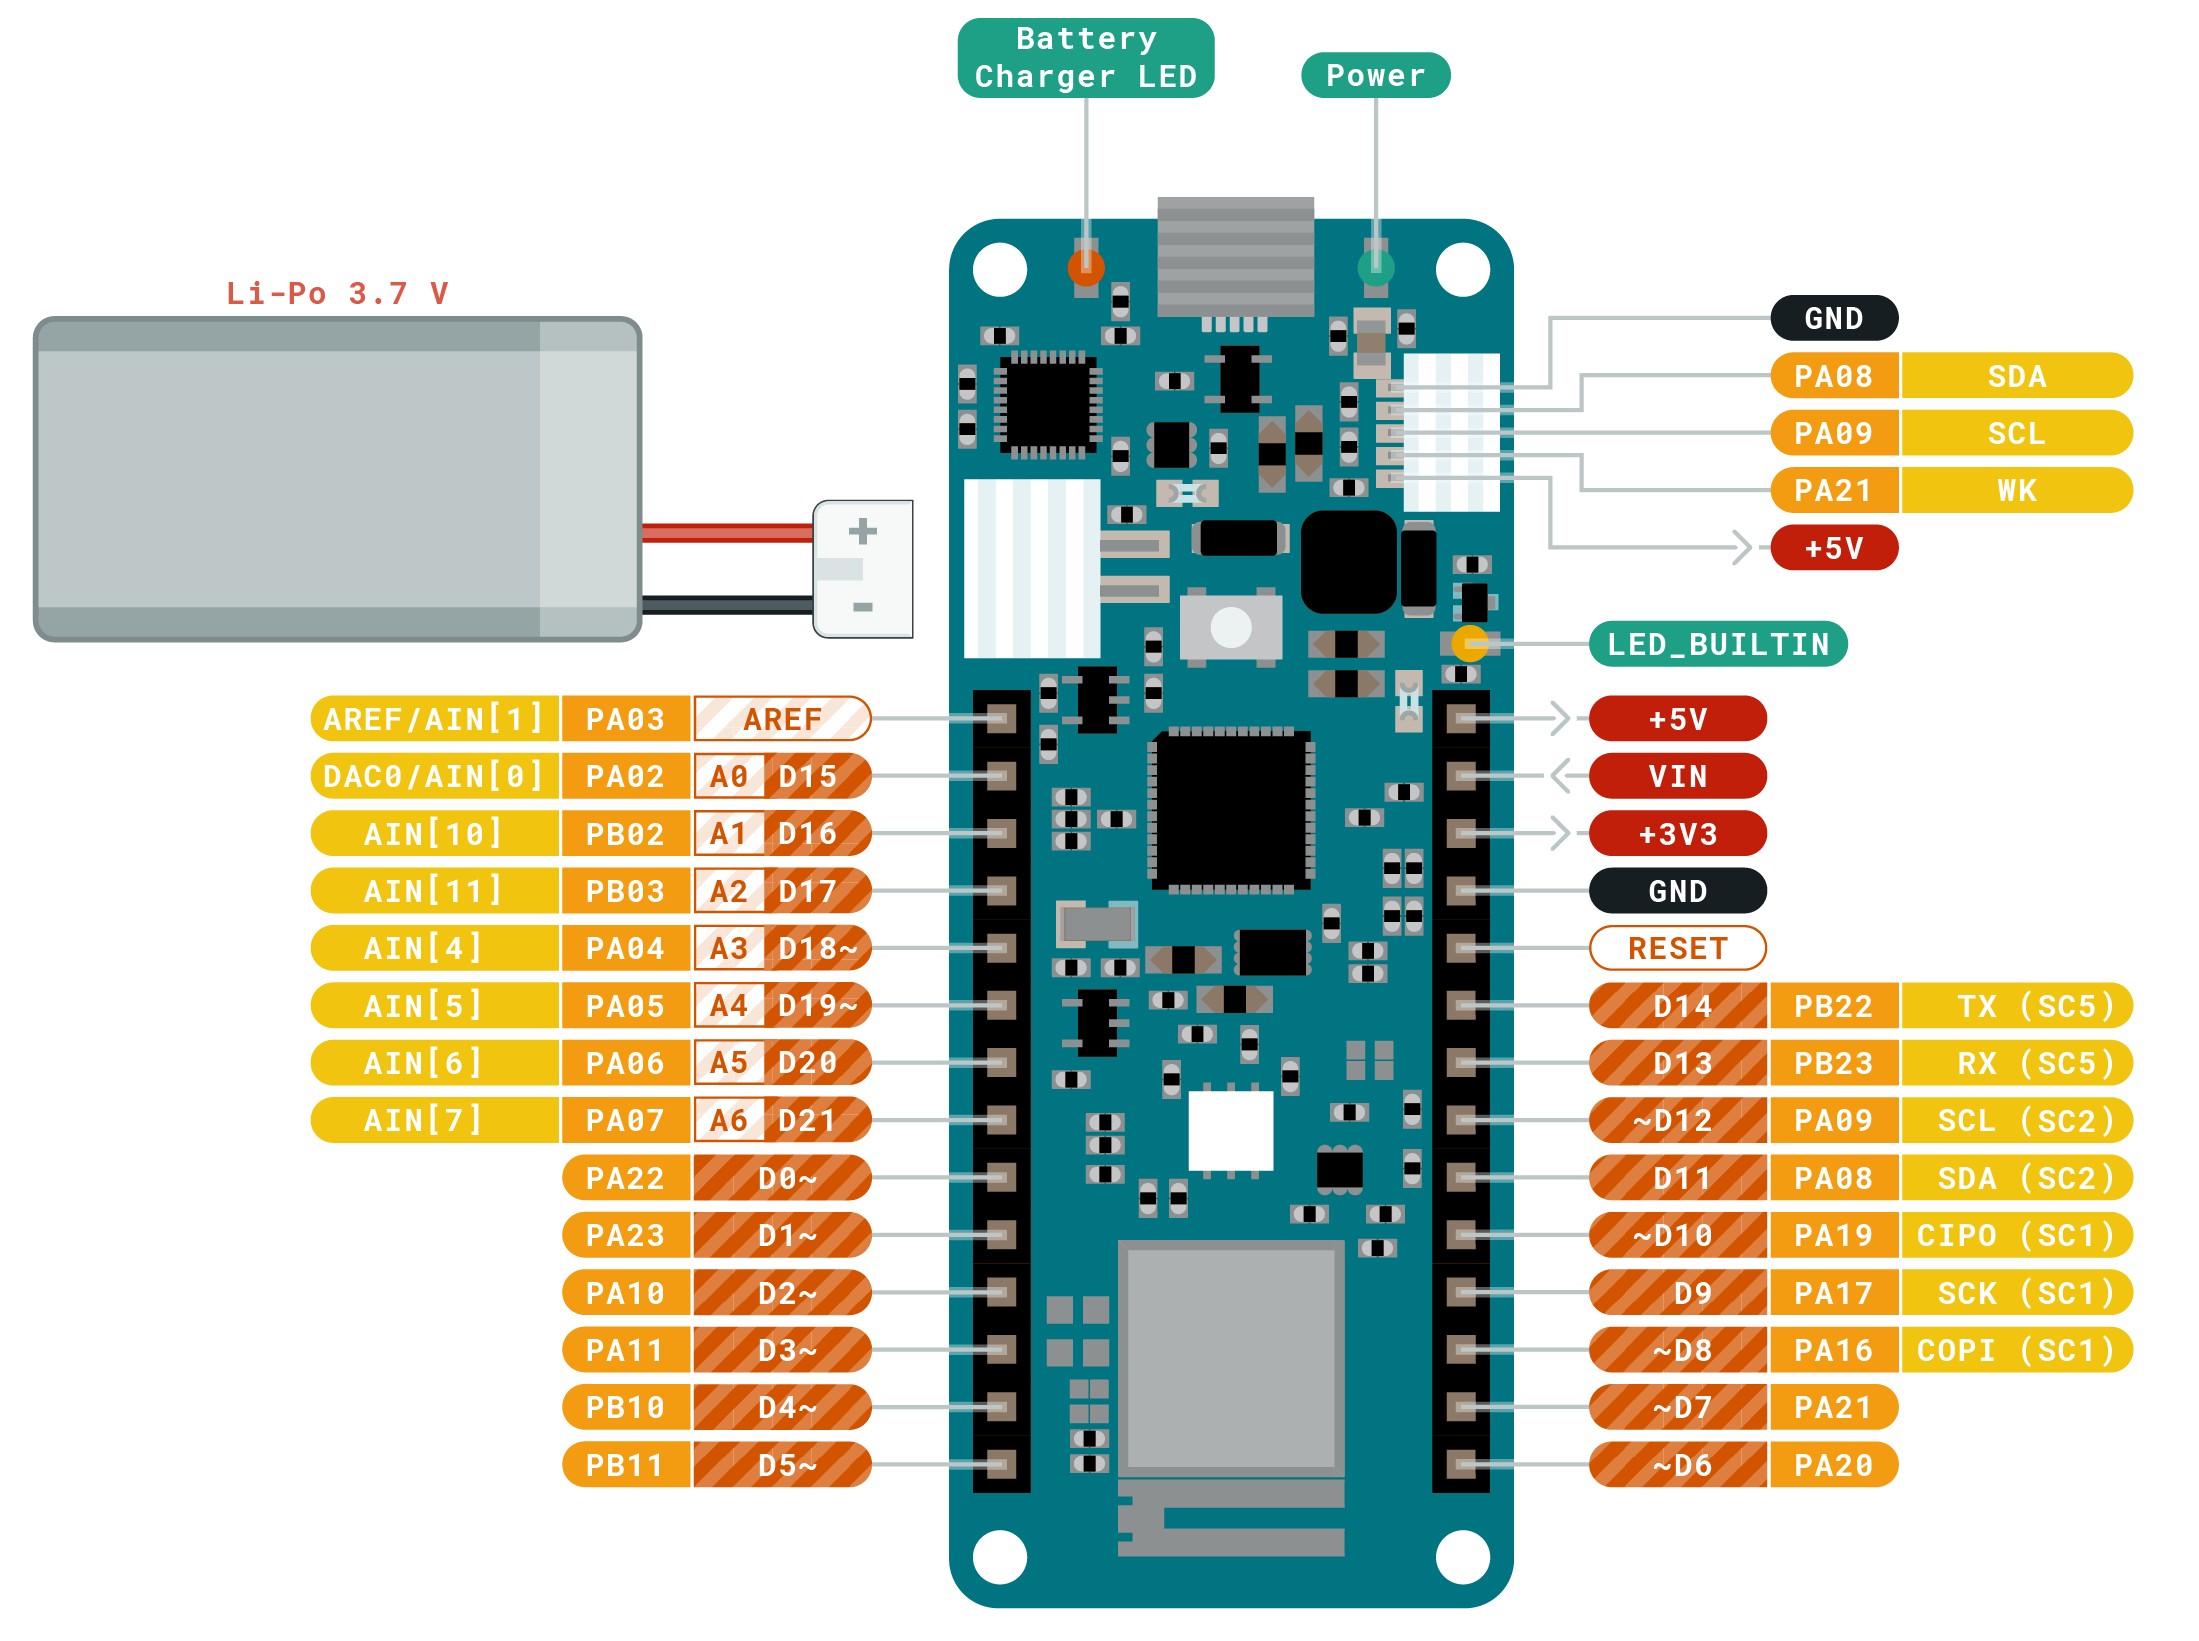 Battery
Charger LED
Power
Li-Po 3.7 V
+
-
GND
PA08 SDA
PA09 SCL
PA21 WK
+5V
LED_BUILTIN
AREF/AIN[1] PA03 AREF
DAC0/AIN[0] PA02 A0 D15
AIN[10] PB02 A1 D16
AIN[11] PB03 A2 D17
AIN[4] PA04 A3 D18~
AIN[5] PA05 A4 D19~
AIN[6] PA06 A5 D20
AIN[7] PA07 A6 D21
PA22 D0~
PA23 D1~
PA10 D2~
PA11 D3~
PB10 D4~
PB11 D5~
+5V
VIN
+3V3
GND
RESET
D14 PB22 TX (SC5)
D13 PB23 RX (SC5)
~D12 PA09 SCL (SC2)
D11 PA08 SDA (SC2)
~D10 PA19 CIPO (SC1)
D9 PA17 SCK (SC1)
~D8 PA16 COPI (SC1)
~D7 PA21
~D6 PA20